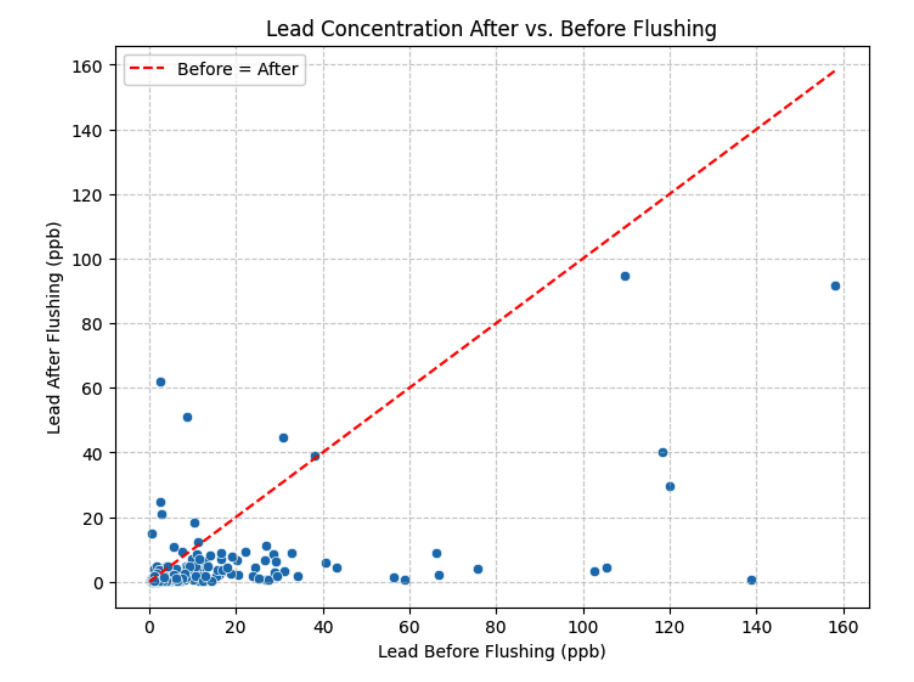 Lead Concentration After vs. Before Flushing
Before = After
Lead After Flushing (ppb)
160
140
120
100
80
60
40
20
0
0 20 40 60 80 100 120 140 160
Lead Before Flushing (ppb)